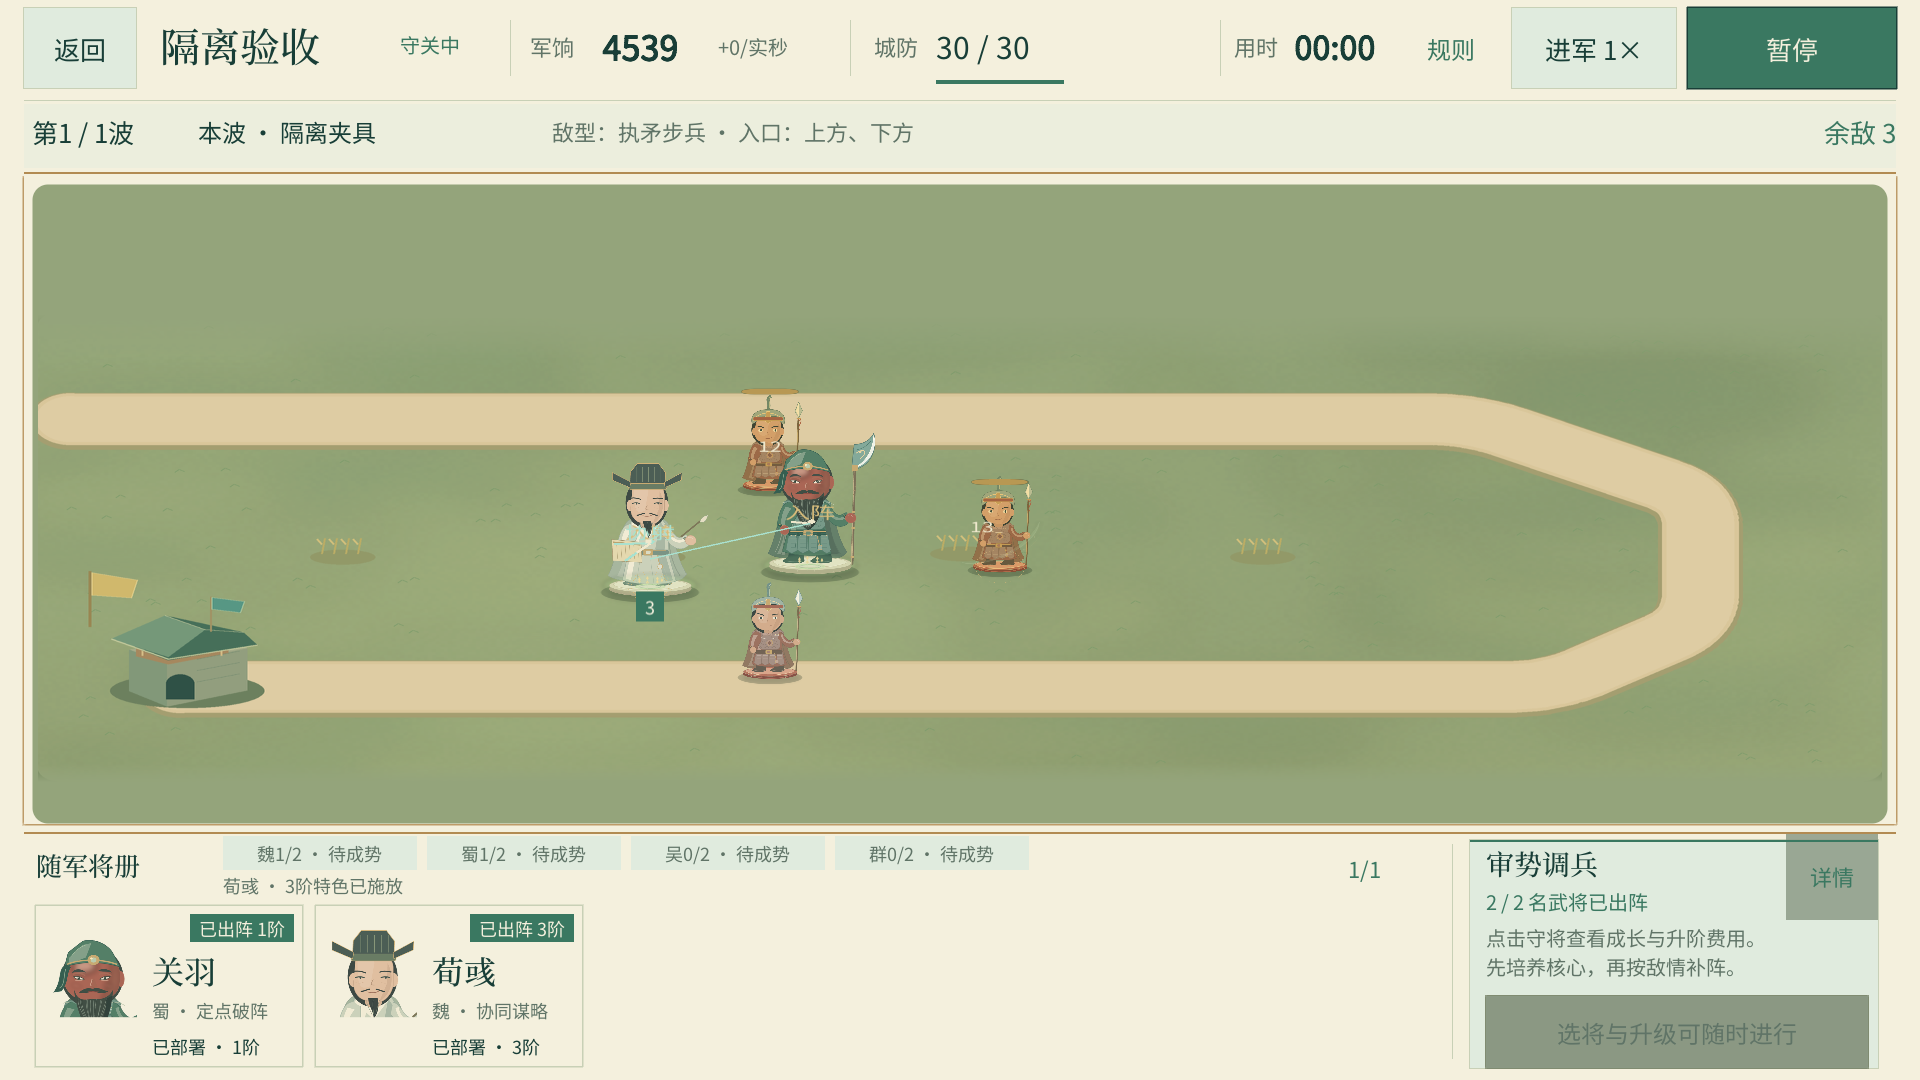 返回
隔离验收
守关中
军饷 4539 +0/实秒
城防 30 / 30
用时 00:00
规则
进军 1×
暂停
第1 / 1波
本波 · 隔离夹具
敌型：执矛步兵 · 入口：上方、下方
余敌 3
12
入阵
13
3
随军将册
魏1/2 · 待成势
蜀1/2 · 待成势
吴0/2 · 待成势
群0/2 · 待成势
荀彧 · 3阶特色已施放
1/1
已出阵 1阶
关羽
蜀 · 定点破阵
已部署 · 1阶
已出阵 3阶
荀彧
魏 · 协同谋略
已部署 · 3阶
审势调兵
详情
2 / 2 名武将已出阵
点击守将查看成长与升阶费用。
先培养核心，再按敌情补阵。
选将与升级可随时进行